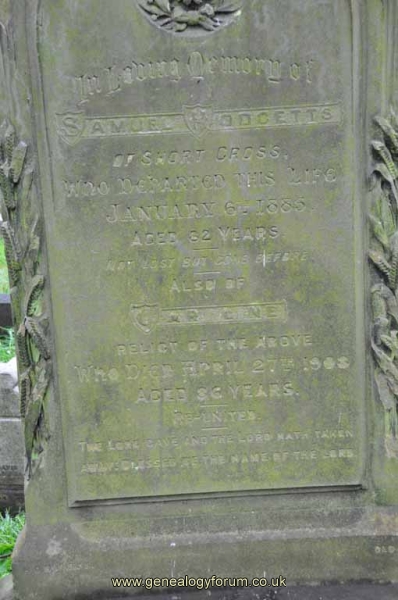 In Loving Memory of
SAMUEL HODGETTS
OF SHORT CROSS,
WHO DEPARTED THIS LIFE
JANUARY 6TH 1885.
AGED 62 YEARS
NOT LOST BUT GONE BEFORE.
ALSO OF
CAROLINE
RELICT OF THE ABOVE
WHO DIED APRIL 27TH 1908
AGED 86 YEARS.
RE-UNITED.
THE LORD GAVE AND THE LORD HATH TAKEN
AWAY: BLESSED BE THE NAME OF THE LORD
www.genealogyforum.co.uk